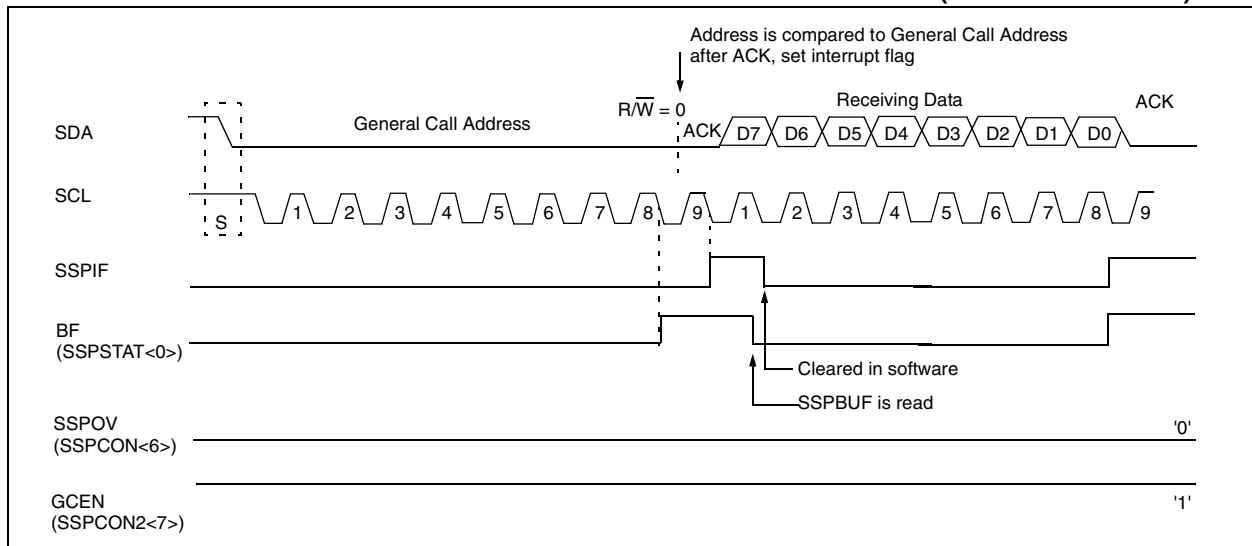 Address is compared to General Call Address
after ACK, set interrupt flag
R/W = 0
Receiving Data
ACK
SDA
General Call Address
ACK
D7 D6 D5 D4 D3 D2 D1 D0
SCL
S
1 2 3 4 5 6 7 8 9 1 2 3 4 5 6 7 8 9
SSPIF
BF
(SSPSTAT<0>)
Cleared in software
SSPBUF is read
SSPOV
(SSPCON<6>)
'0'
GCEN
(SSPCON2<7>)
'1'